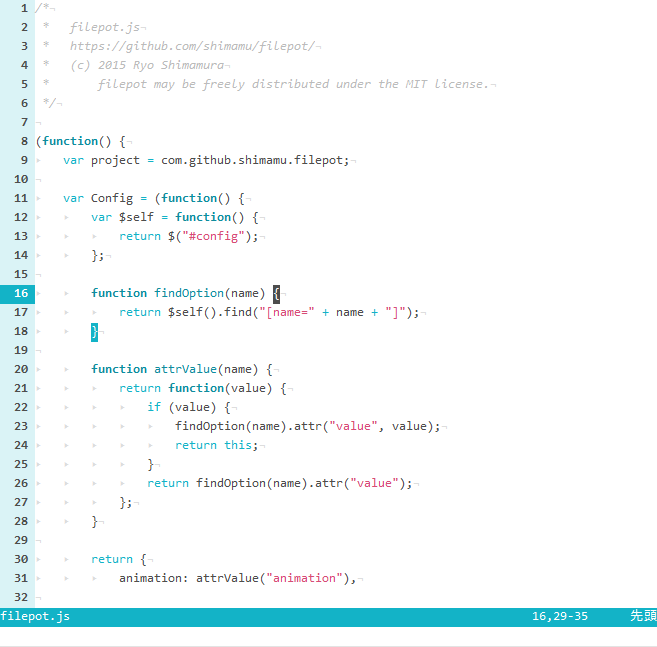 1 /*
2  *   filepot.js
3  *   https://github.com/shimamu/filepot/
4  *   (c) 2015 Ryo Shimamura
5  *       filepot may be freely distributed under the MIT license.
6  */
7
8 (function() {
9     var project = com.github.shimamu.filepot;
10
11     var Config = (function() {
12         var $self = function() {
13             return $("#config");
14         };
15
16         function findOption(name) {
17             return $self().find("[name=" + name + "]");
18         }
19
20         function attrValue(name) {
21             return function(value) {
22                 if (value) {
23                     findOption(name).attr("value", value);
24                     return this;
25                 }
26                 return findOption(name).attr("value");
27             };
28         }
29
30         return {
31             animation: attrValue("animation"),
32
filepot.js 16,29-35 先頭